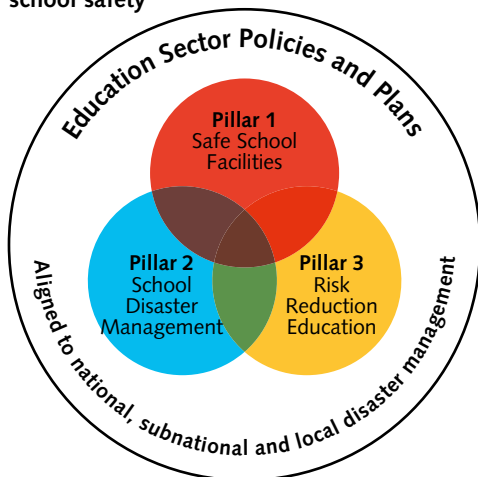 school safety
Education Sector Policies and Plans
Pillar 1
Safe School
Facilities
Pillar 2
School
Disaster
Management
Pillar 3
Risk
Reduction
Education
Aligned to national, subnational and local disaster management